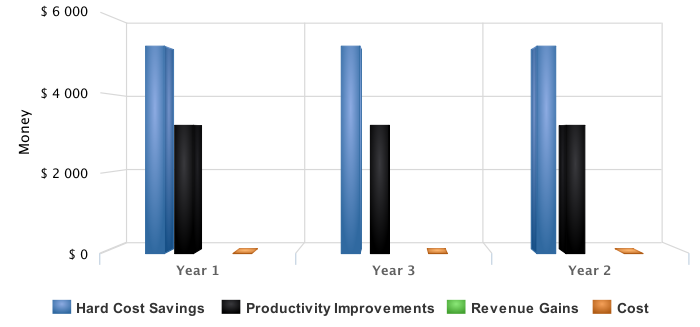 $ 6 000
$ 4 000
$ 2 000
$ 0
Money
Year 1 Year 3 Year 2
Hard Cost Savings Productivity Improvements Revenue Gains Cost